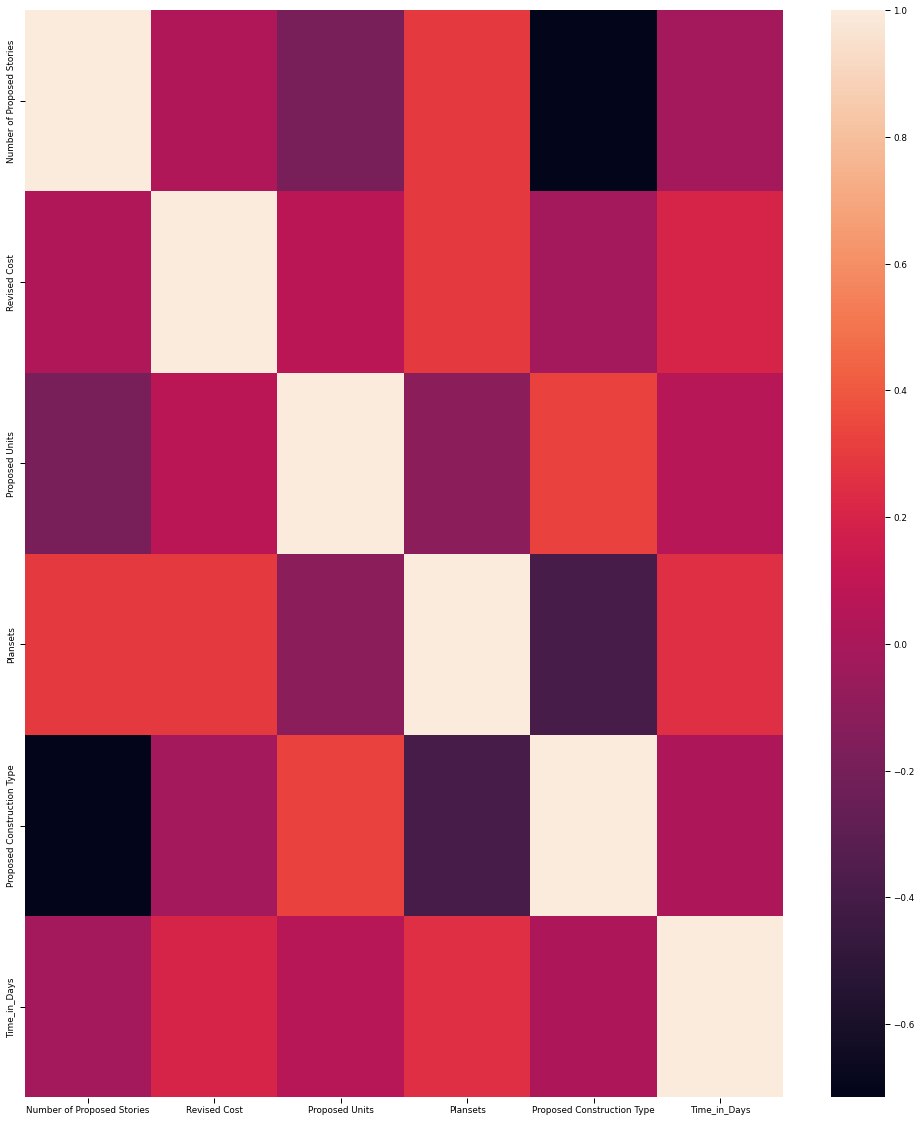 Number of Proposed Stories
Revised Cost
Proposed Units
Plansets
Proposed Construction Type
Time_in_Days
Number of Proposed Stories
Revised Cost
Proposed Units
Plansets
Proposed Construction Type
Time_in_Days
1.0
0.8
0.6
0.4
0.2
0.0
−0.2
−0.4
−0.6